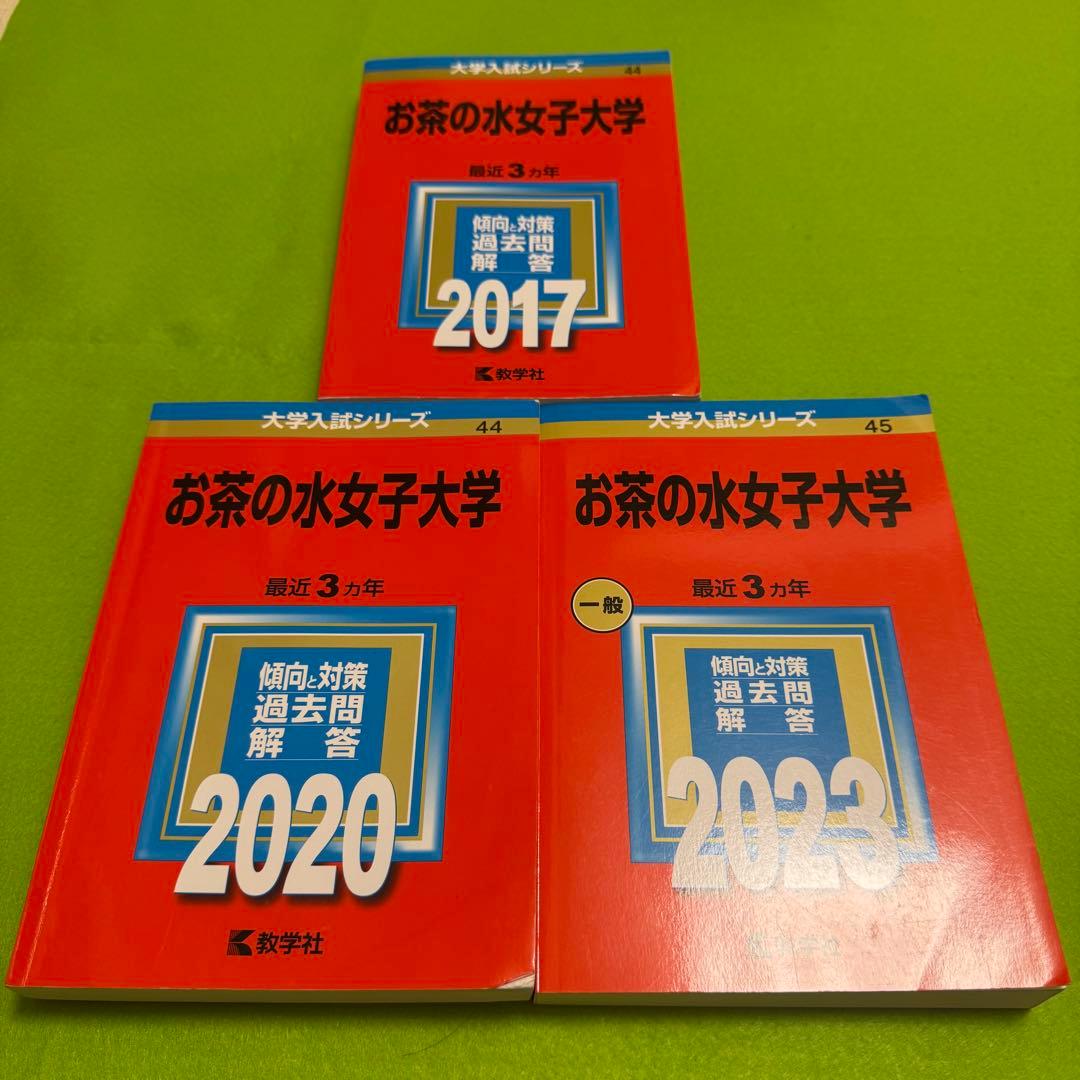 大学入試シリーズ
44
お茶の水女子大学
最近3カ年
傾向と対策
過去問
解答
2017
教学社
大学入試シリーズ
44
お茶の水女子大学
最近3カ年
傾向と対策
過去問
解答
2020
教学社
大学入試シリーズ
45
お茶の水女子大学
最近3カ年
一般
傾向と対策
過去問
解答
2023
教学社